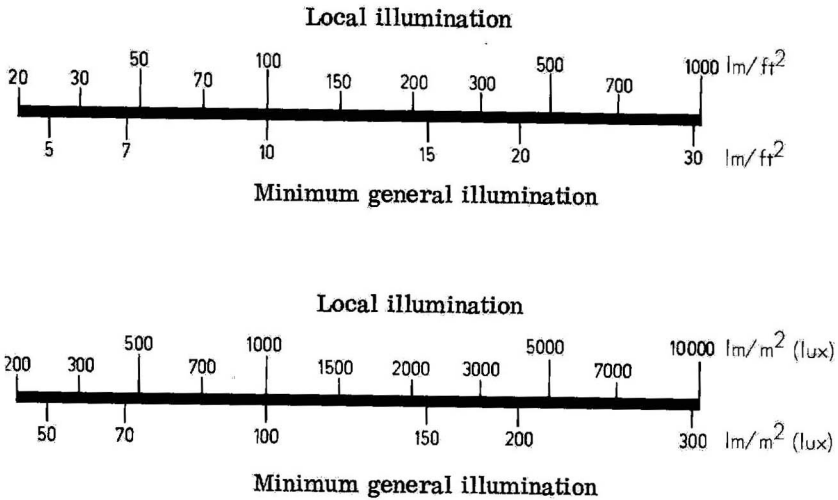 Local illumination
20 30 50 70 100 150 200 300 500 700 1000 lm/ft²
5 7 10 15 20 30 lm/ft²
Minimum general illumination
Local illumination
200 300 500 700 1000 1500 2000 3000 5000 7000 10000 lm/m² (lux)
50 70 100 150 200 300 lm/m² (lux)
Minimum general illumination